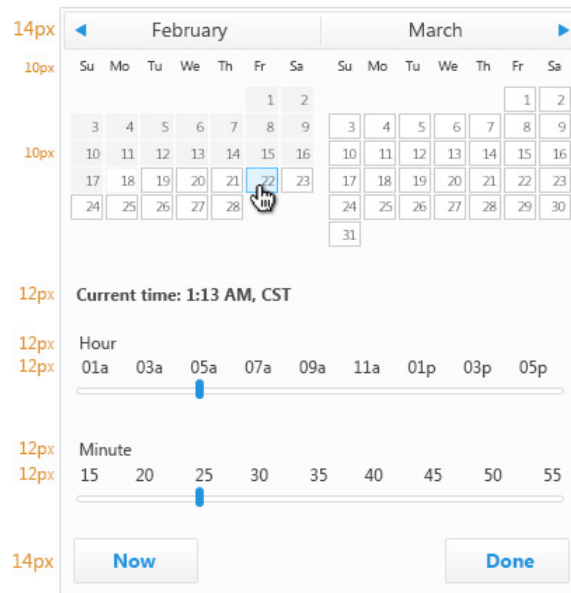 14px February March
10px Su Mo Tu We Th Fr Sa Su Mo Tu We Th Fr Sa
1 2 1 2
3 4 5 6 7 8 9 3 4 5 6 7 8 9
10px 10 11 12 13 14 15 16 10 11 12 13 14 15 16
17 18 19 20 21 22 23 17 18 19 20 21 22 23
24 25 26 27 28 24 25 26 27 28 29 30
31
12px Current time: 1:13 AM, CST
12px Hour
12px 01a 03a 05a 07a 09a 11a 01p 03p 05p
12px Minute
12px 15 20 25 30 35 40 45 50 55
14px Now Done